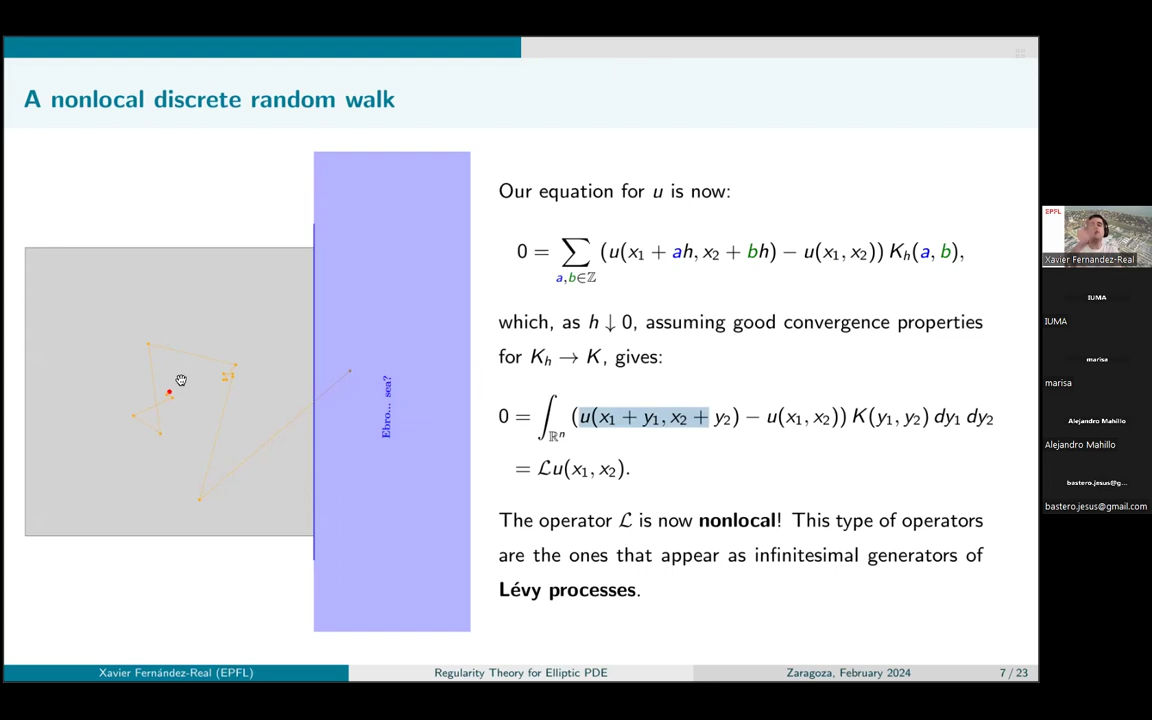 A nonlocal discrete random walk
Ebro... sea?
Our equation for u is now:
0 = ∑ (u(x₁ + ah, x₂ + bh) − u(x₁, x₂)) Kₕ(a, b),
a,b∈ℤ
which, as h ↓ 0, assuming good convergence properties
for Kₕ → K, gives:
0 = ∫ (u(x₁ + y₁, x₂ + y₂) − u(x₁, x₂)) K(y₁, y₂) dy₁ dy₂
ℝⁿ
= ℒu(x₁, x₂).
The operator ℒ is now nonlocal! This type of operators
are the ones that appear as infinitesimal generators of
Lévy processes.
Xavier Fernández-Real (EPFL)
Regularity Theory for Elliptic PDE
Zaragoza, February 2024
7 / 23
EPFL
Xavier Fernandez-Real
IUMA
IUMA
marisa
marisa
Alejandro Mahillo
Alejandro Mahillo
bastero.jesus@g...
bastero.jesus@gmail.com